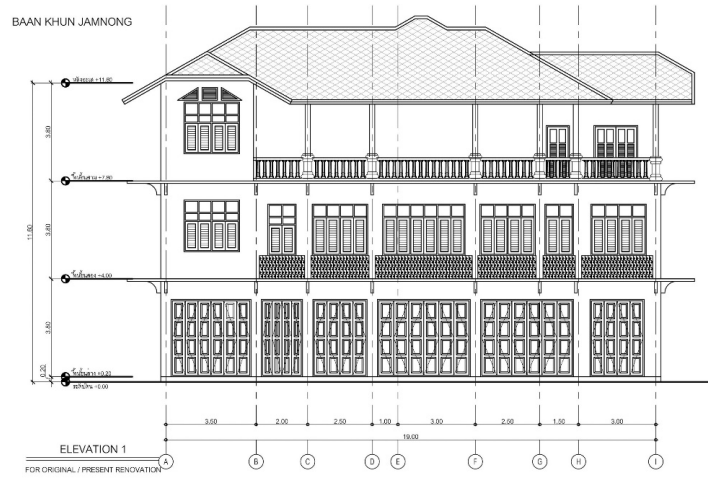 BAAN KHUN JAMNONG
+11.60
3.80
+7.80
11.60
3.80
+4.00
3.80
0.20
+0.20
+0.00
3.50 2.00 2.50 1.00 3.00 2.50 1.50 3.00
19.00
ELEVATION 1
A B C D E F G H I
FOR ORIGINAL / PRESENT RENOVATION